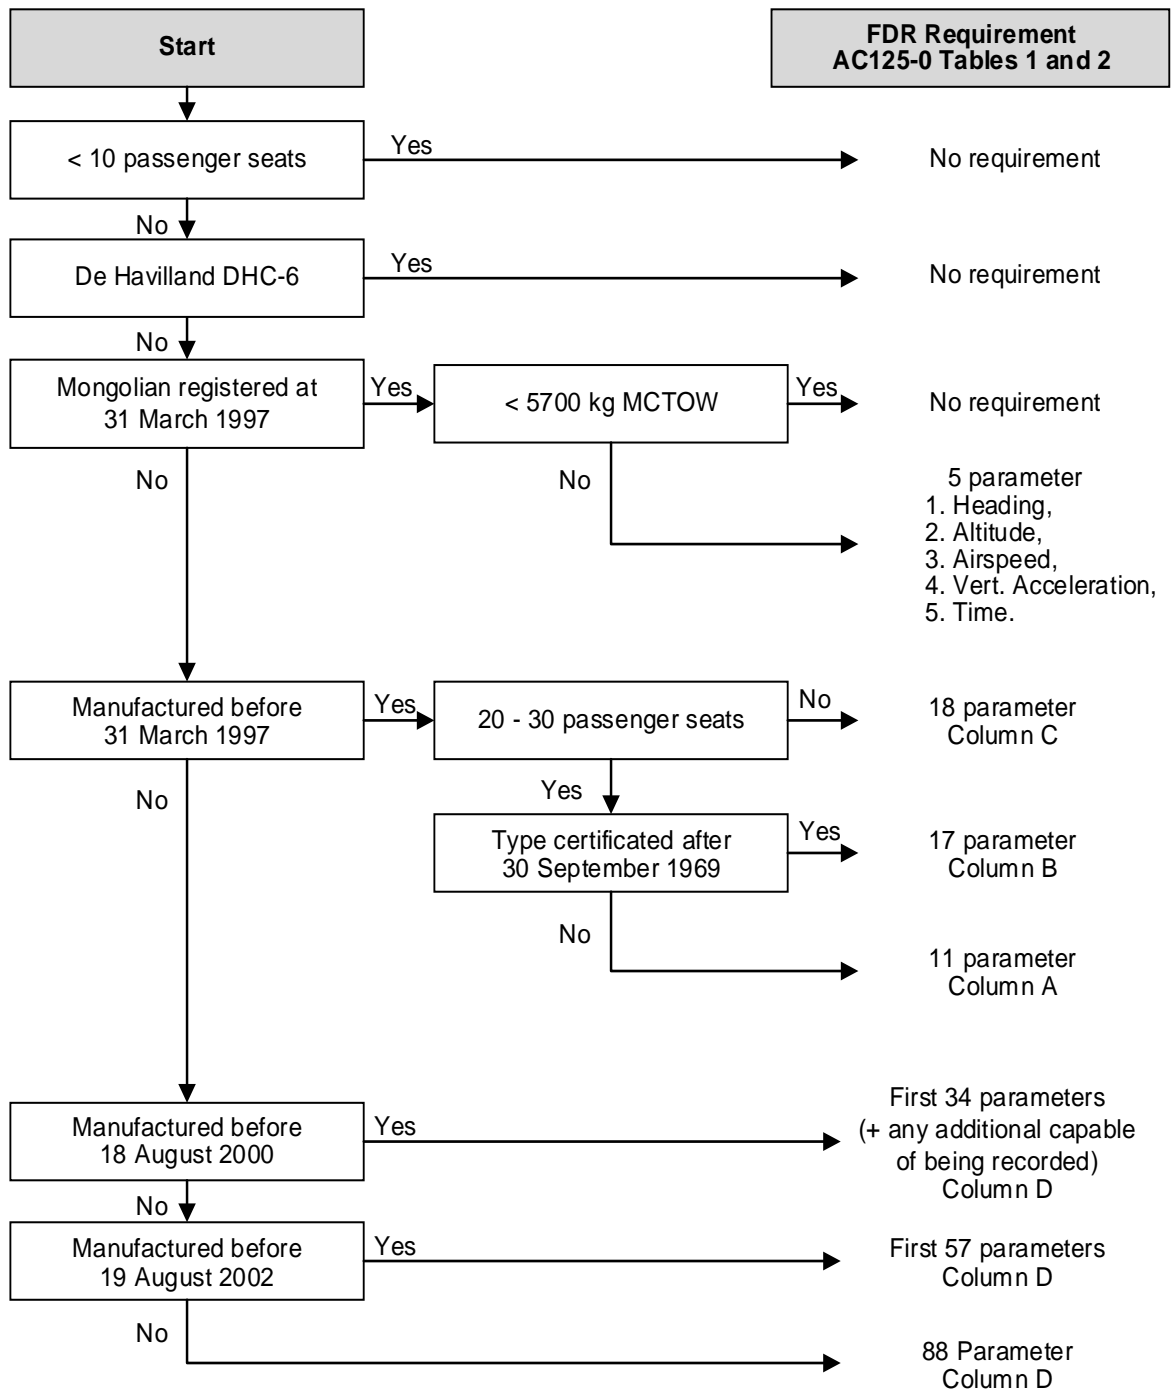 Start
FDR Requirement
AC125-0 Tables 1 and 2
< 10 passenger seats
Yes
No requirement
No
De Havilland DHC-6
Yes
No requirement
No
Mongolian registered at
31 March 1997
Yes
< 5700 kg MCTOW
Yes
No requirement
No
No
5 parameter
1. Heading,
2. Altitude,
3. Airspeed,
4. Vert. Acceleration,
5. Time.
Manufactured before
31 March 1997
Yes
20 - 30 passenger seats
No
18 parameter
Column C
No
Yes
Type certificated after
30 September 1969
Yes
17 parameter
Column B
No
11 parameter
Column A
Manufactured before
18 August 2000
Yes
First 34 parameters
(+ any additional capable
of being recorded)
Column D
No
Manufactured before
19 August 2002
Yes
First 57 parameters
Column D
No
88 Parameter
Column D